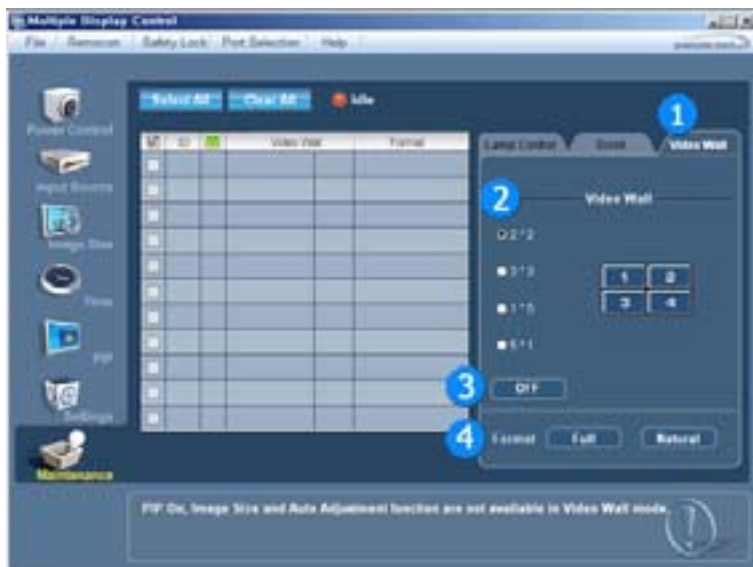 Multiple Display Control
File Remocon Safety Lock Port Selection Help
Select All Clear All Idle
ID Video Wall Format
Power Control
Input Source
Image Size
Time
PIP
Settings
Maintenance
1
Lamp Control Scroll Video Wall
2
Video Wall
2*2
3*3
1*5
5*1
1 2
3 4
3 OFF
4 Format Full Natural
PIP On, Image Size and Auto Adjustment function are not available in Video Wall mode.